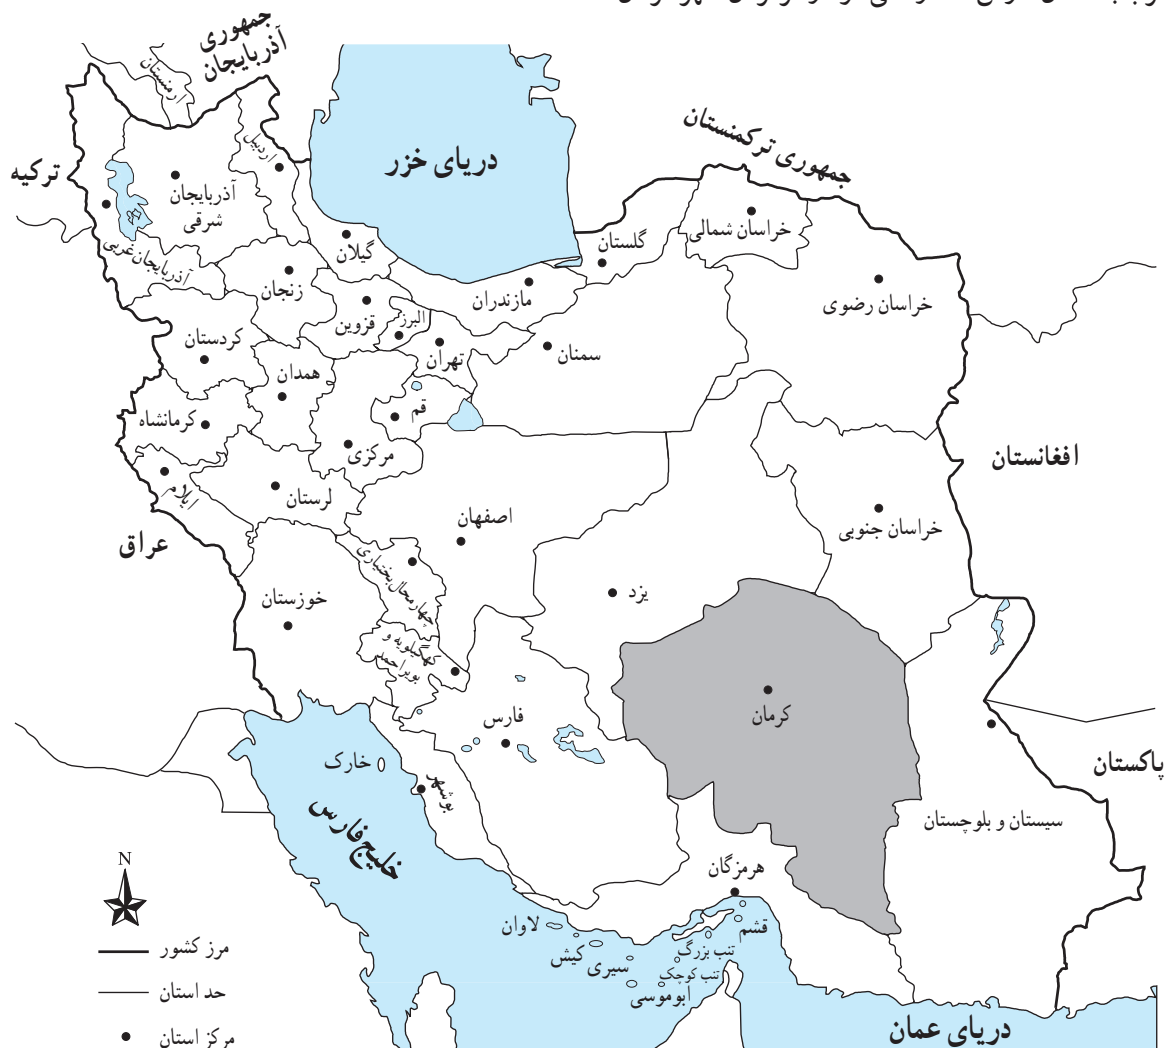 جمهوری
آذربایجان
ارمنستان
ترکیه
دریای خزر
جمهوری ترکمنستان
اردبیل
آذربایجان
شرقی
آذربایجان غربی
گیلان
گلستان
خراسان شمالی
خراسان رضوی
زنجان
مازندران
قزوین
البرز
تهران
سمنان
کردستان
همدان
کرمانشاه
قم
مرکزی
افغانستان
ایلام
لرستان
اصفهان
خراسان جنوبی
عراق
چهارمحال بختیاری
خوزستان
یزد
کهگیلویه و
بویراحمد
فارس
کرمان
خارک
بوشهر
پاکستان
سیستان و بلوچستان
خلیج فارس
هرمزگان
N
لاوان
قشم
کیش
تنب بزرگ
سیری
تنب کوچک
ابوموسی
دریای عمان
مرز کشور
حد استان
مرکز استان